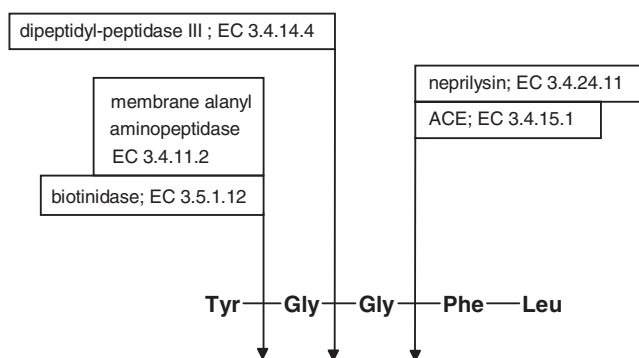 dipeptidyl-peptidase III ; EC 3.4.14.4
neprilysin; EC 3.4.24.11
ACE; EC 3.4.15.1
membrane alanyl
aminopeptidase
EC 3.4.11.2
biotinidase; EC 3.5.1.12
Tyr Gly Gly Phe Leu